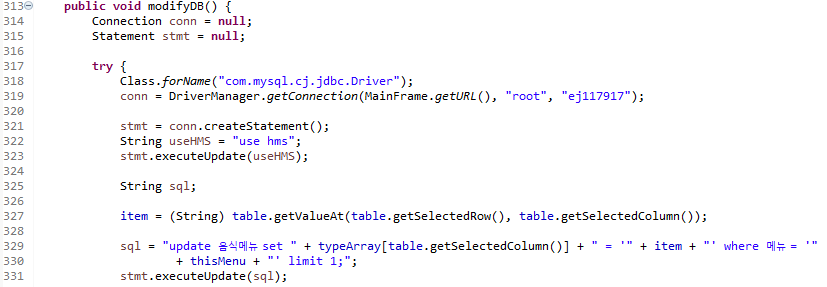 313 public void modifyDB() {
314 Connection conn = null;
315 Statement stmt = null;
316
317 try {
318 Class.forName("com.mysql.cj.jdbc.Driver");
319 conn = DriverManager.getConnection(MainFrame.getURL(), "root", "ej117917");
320
321 stmt = conn.createStatement();
322 String useHMS = "use hms";
323 stmt.executeUpdate(useHMS);
324
325 String sql;
326
327 item = (String) table.getValueAt(table.getSelectedRow(), table.getSelectedColumn());
328
329 sql = "update 음식메뉴 set " + typeArray[table.getSelectedColumn()] + " = '" + item + "' where 메뉴 = '"
330 + thisMenu + "' limit 1;";
331 stmt.executeUpdate(sql);